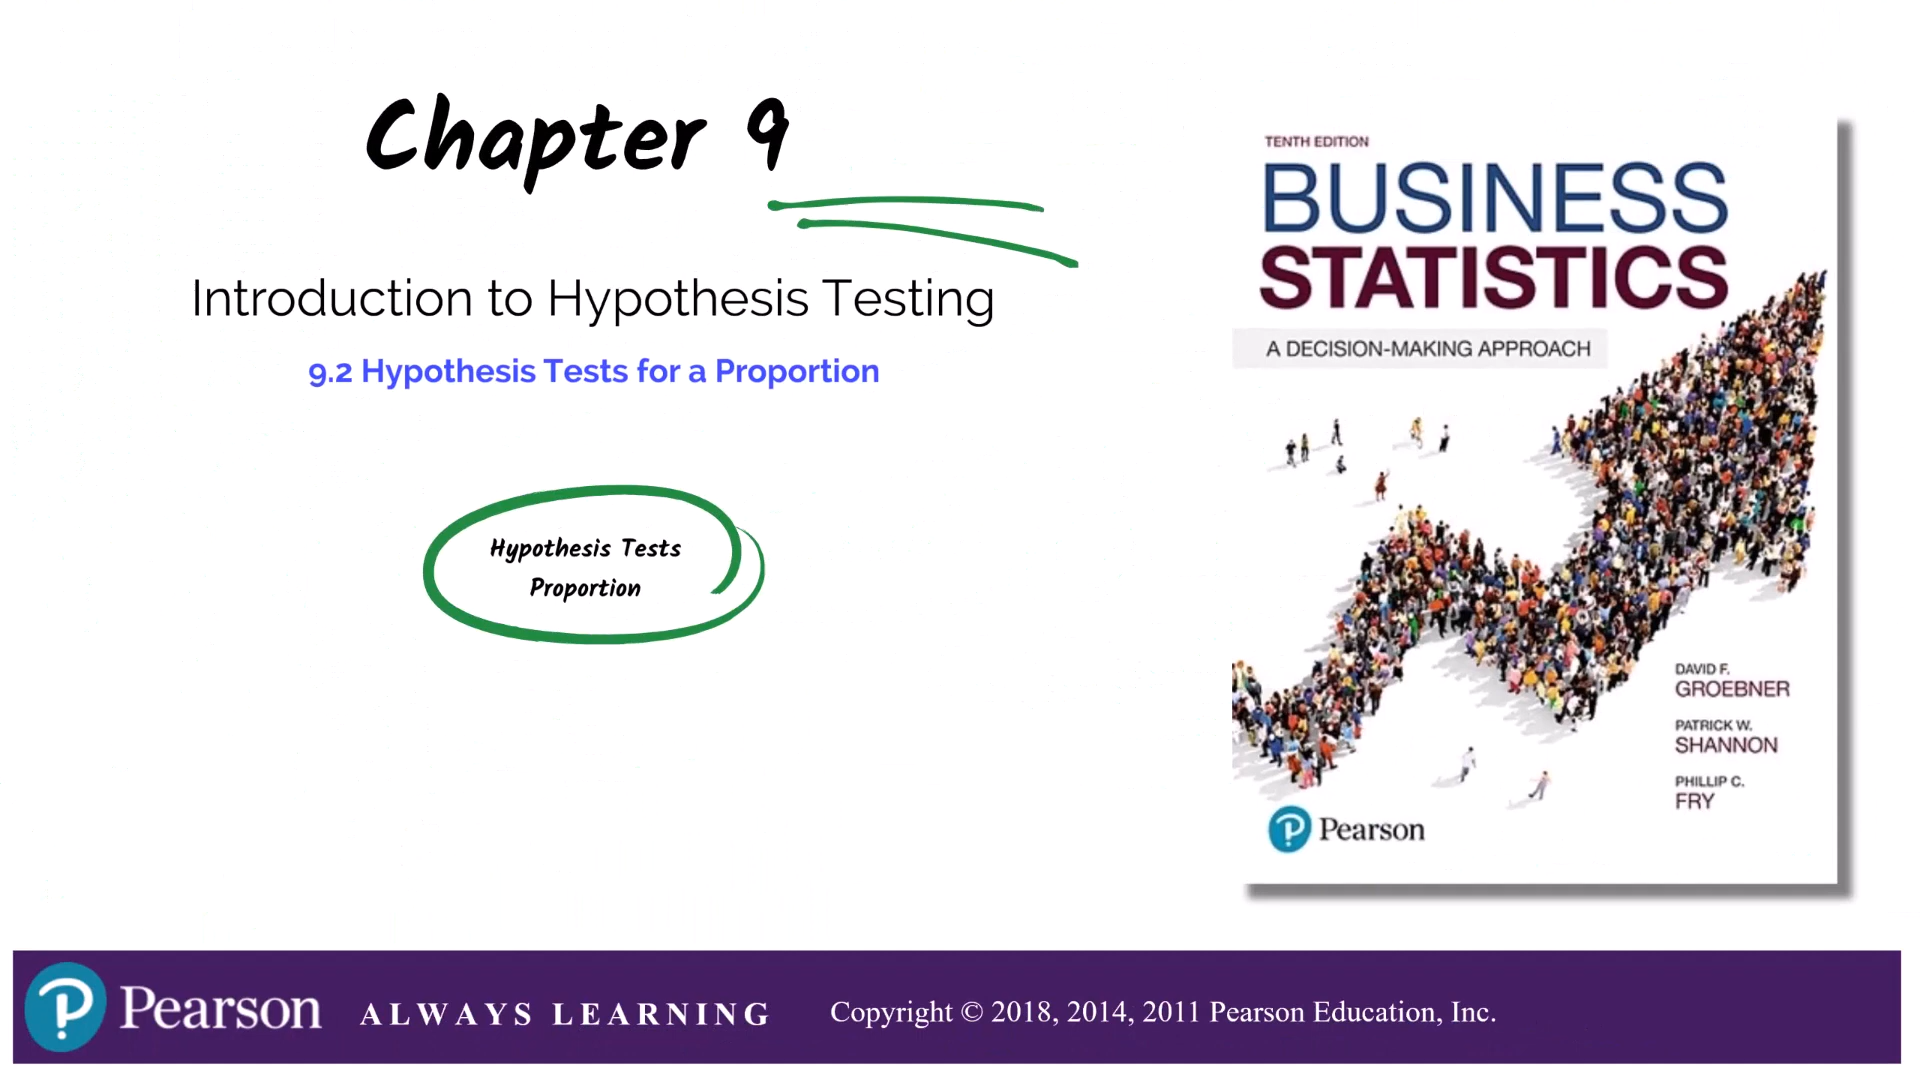 Chapter 9
Introduction to Hypothesis Testing
9.2 Hypothesis Tests for a Proportion
Hypothesis Tests
Proportion
TENTH EDITION
BUSINESS
STATISTICS
A DECISION-MAKING APPROACH
DAVID F.
GROEBNER
PATRICK W.
SHANNON
PHILLIP C.
FRY
Pearson
Pearson ALWAYS LEARNING Copyright © 2018, 2014, 2011 Pearson Education, Inc.